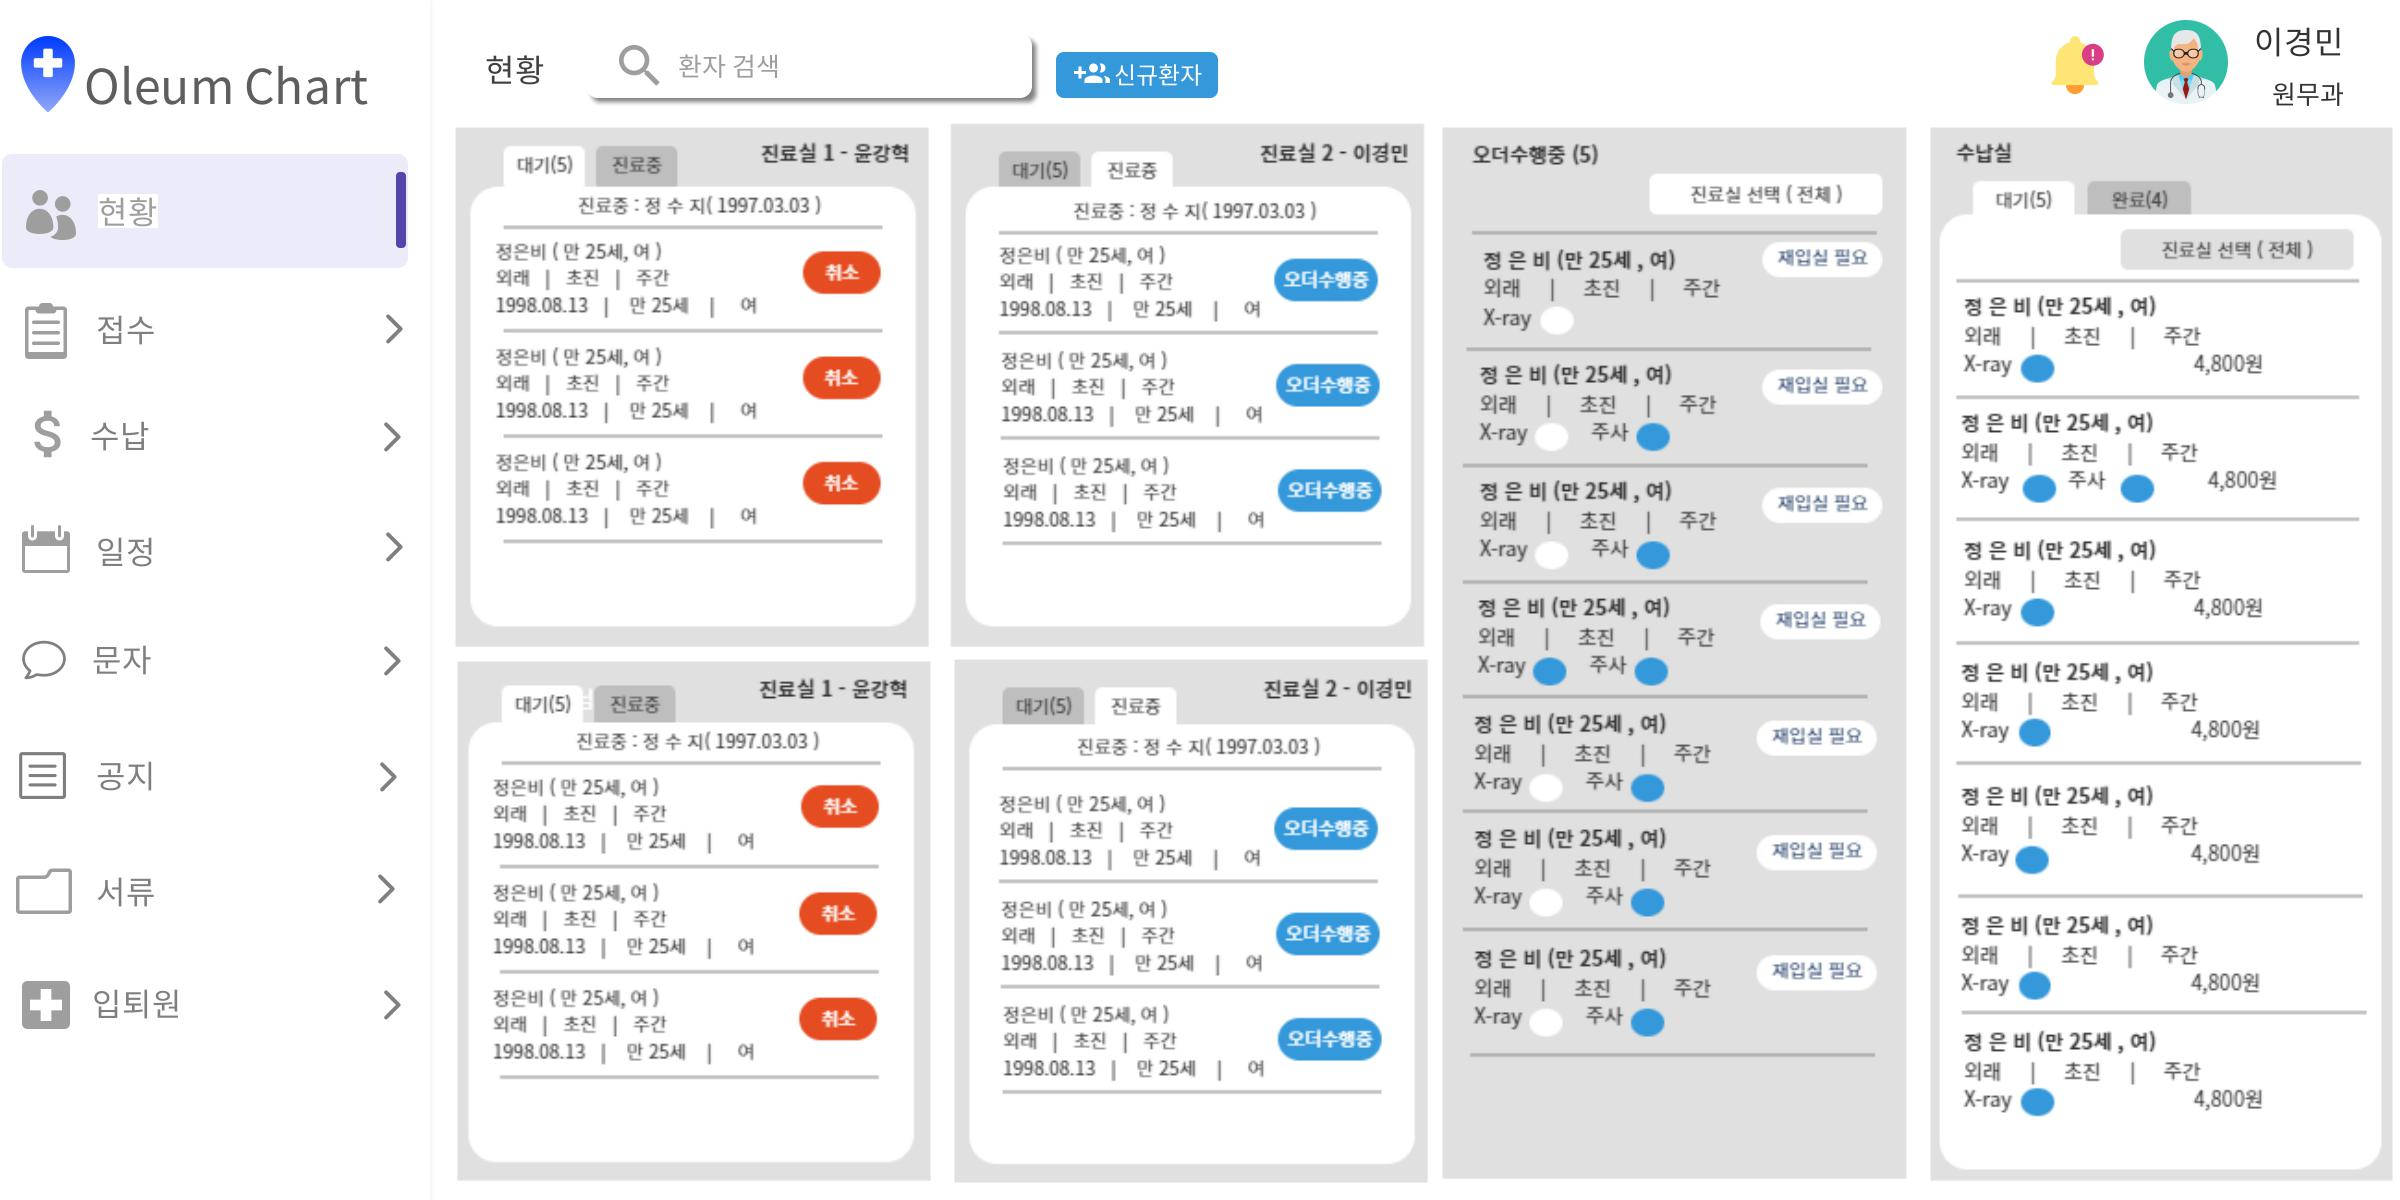 Oleum Chart
현황
접수
수납
일정
문자
공지
서류
입퇴원
현황
환자 검색
신규환자
이경민
원무과
대기(5) 진료중 진료실 1 - 윤강혁
진료중 : 정 수 지( 1997.03.03 )
정은비 ( 만 25세, 여 )
외래 | 초진 | 주간
취소
1998.08.13 | 만 25세 | 여
정은비 ( 만 25세, 여 )
외래 | 초진 | 주간
취소
1998.08.13 | 만 25세 | 여
정은비 ( 만 25세, 여 )
외래 | 초진 | 주간
취소
1998.08.13 | 만 25세 | 여
대기(5) 진료중 진료실 2 - 이경민
진료중 : 정 수 지( 1997.03.03 )
정은비 ( 만 25세, 여 )
외래 | 초진 | 주간
오더수행중
1998.08.13 | 만 25세 | 여
정은비 ( 만 25세, 여 )
외래 | 초진 | 주간
오더수행중
1998.08.13 | 만 25세 | 여
정은비 ( 만 25세, 여 )
외래 | 초진 | 주간
오더수행중
1998.08.13 | 만 25세 | 여
대기(5) 진료중 진료실 1 - 윤강혁
진료중 : 정 수 지( 1997.03.03 )
정은비 ( 만 25세, 여 )
외래 | 초진 | 주간
취소
1998.08.13 | 만 25세 | 여
정은비 ( 만 25세, 여 )
외래 | 초진 | 주간
취소
1998.08.13 | 만 25세 | 여
정은비 ( 만 25세, 여 )
외래 | 초진 | 주간
취소
1998.08.13 | 만 25세 | 여
대기(5) 진료중 진료실 2 - 이경민
진료중 : 정 수 지( 1997.03.03 )
정은비 ( 만 25세, 여 )
외래 | 초진 | 주간
오더수행중
1998.08.13 | 만 25세 | 여
정은비 ( 만 25세, 여 )
외래 | 초진 | 주간
오더수행중
1998.08.13 | 만 25세 | 여
정은비 ( 만 25세, 여 )
외래 | 초진 | 주간
오더수행중
1998.08.13 | 만 25세 | 여
오더수행중 (5)
진료실 선택 ( 전체 )
정 은 비 (만 25세 , 여) 재입실 필요
외래 | 초진 | 주간
X-ray
정 은 비 (만 25세 , 여) 재입실 필요
외래 | 초진 | 주간
X-ray 주사
정 은 비 (만 25세 , 여) 재입실 필요
외래 | 초진 | 주간
X-ray 주사
정 은 비 (만 25세 , 여) 재입실 필요
외래 | 초진 | 주간
X-ray 주사
정 은 비 (만 25세 , 여) 재입실 필요
외래 | 초진 | 주간
X-ray 주사
정 은 비 (만 25세 , 여) 재입실 필요
외래 | 초진 | 주간
X-ray 주사
정 은 비 (만 25세 , 여) 재입실 필요
외래 | 초진 | 주간
X-ray 주사
수납실
대기(5) 완료(4)
진료실 선택 ( 전체 )
정 은 비 (만 25세 , 여)
외래 | 초진 | 주간
X-ray 4,800원
정 은 비 (만 25세 , 여)
외래 | 초진 | 주간
X-ray 주사 4,800원
정 은 비 (만 25세 , 여)
외래 | 초진 | 주간
X-ray 4,800원
정 은 비 (만 25세 , 여)
외래 | 초진 | 주간
X-ray 4,800원
정 은 비 (만 25세 , 여)
외래 | 초진 | 주간
X-ray 4,800원
정 은 비 (만 25세 , 여)
외래 | 초진 | 주간
X-ray 4,800원
정 은 비 (만 25세 , 여)
외래 | 초진 | 주간
X-ray 4,800원